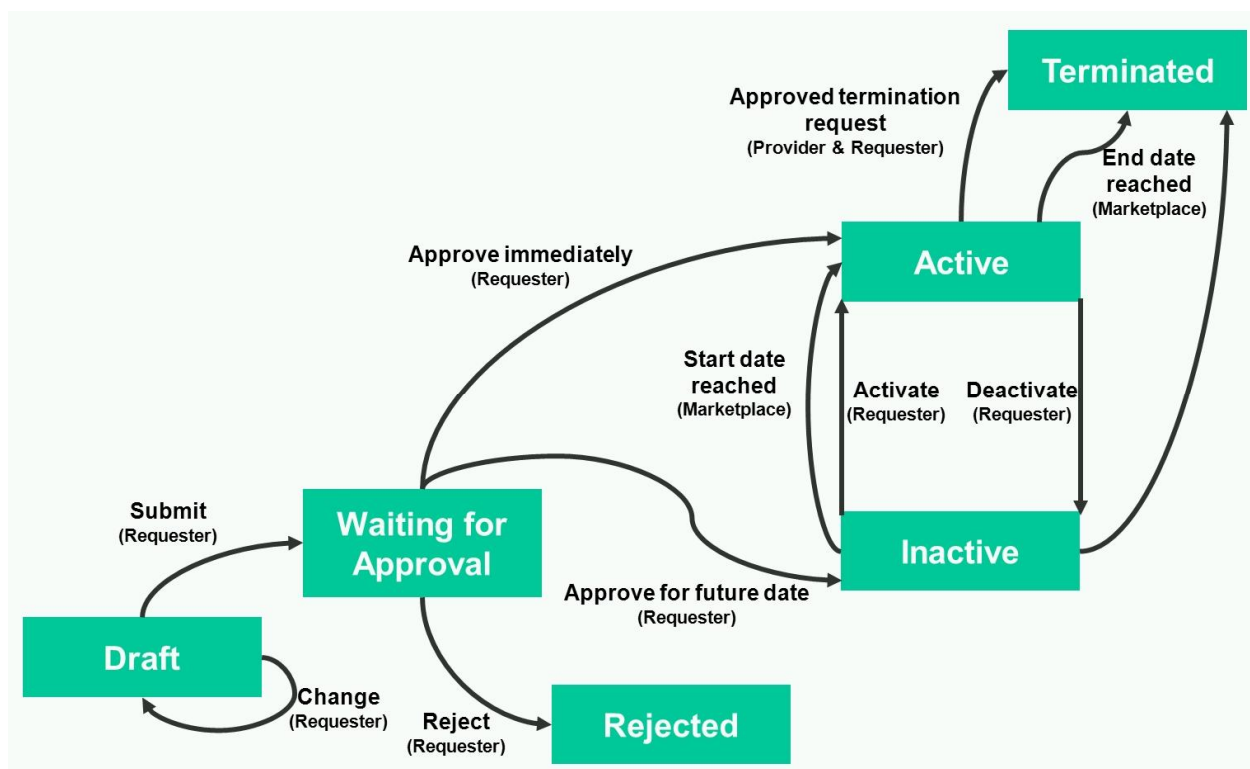 Terminated
Approved termination
request
(Provider & Requester)
End date
reached
(Marketplace)
Approve immediately
(Requester)
Active
Start date
reached
(Marketplace)
Activate
(Requester)
Deactivate
(Requester)
Submit
(Requester)
Waiting for
Approval
Inactive
Approve for future date
(Requester)
Draft
Change
(Requester)
Reject
(Requester)
Rejected